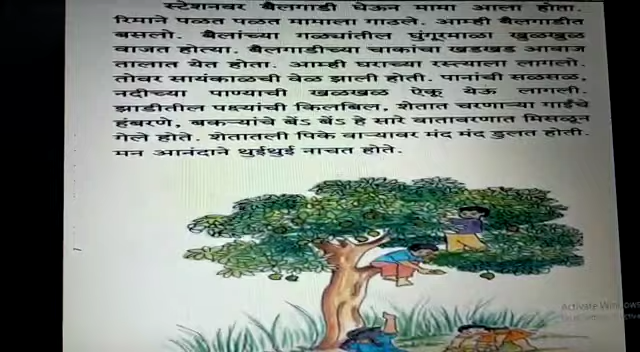 स्टेशनवर बैलगाडी घेऊन मामा आला होता.
रिमाने पळत पळत मामाला गाठले. आम्ही बैलगाडीत
बसलो. बैलांच्या गळ्यांतील घुंगूरमाळा खुळखुळ
वाजत होत्या. बैलगाडीच्या चाकांचा खडखड आवाज
तालात येत होता. आम्ही घराच्या रस्त्याला लागलो.
तोवर सायंकाळची वेळ झाली होती. पानांची सळसळ,
नदीच्या पाण्याची खळखळ ऐकू येऊ लागली.
झाडीतील पक्ष्यांची किलबिल, शेतात चरणाऱ्या गाईंचे
हंबरणे, बकऱ्यांचे बेंऽ बेंऽ हे सारे वातावरणात मिसळून
गेले होते. शेतातली पिके वाऱ्यावर मंद मंद डुलत होती.
मन आनंदाने थुईथुई नाचत होते.
Activate Windows